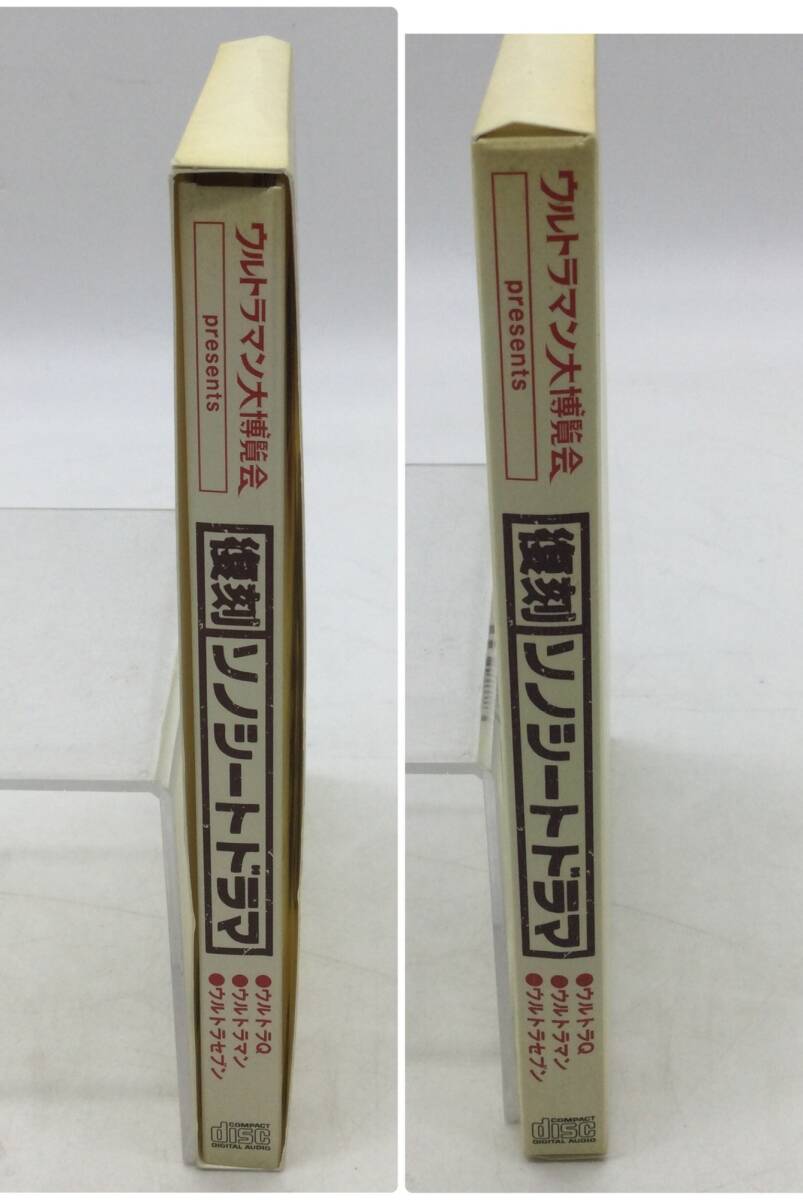 ウルトラマン大博覧会
presents
復刻 ソノシートドラマ
●ウルトラQ
●ウルトラマン
●ウルトラセブン
COMPACT
disc
DIGITAL AUDIO
ウルトラマン大博覧会
presents
復刻 ソノシートドラマ
●ウルトラQ
●ウルトラマン
●ウルトラセブン
COMPACT
disc
DIGITAL AUDIO